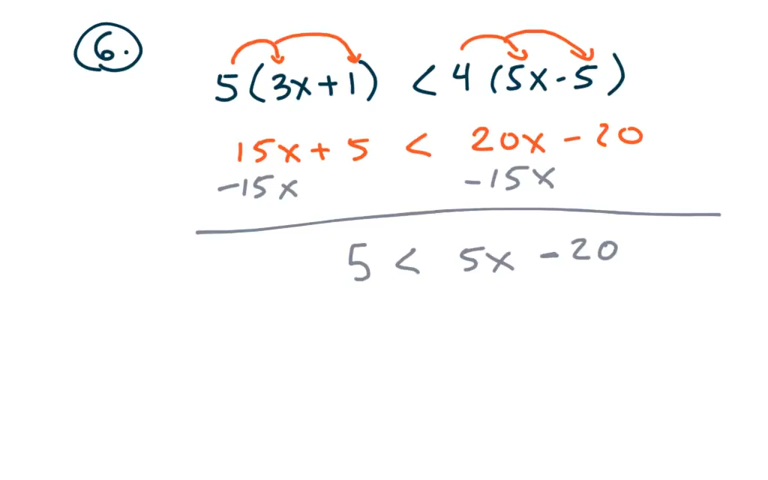 6.
5(3x+1) < 4(5x-5)
15x + 5 < 20x - 20
-15x -15x
5 < 5x - 20